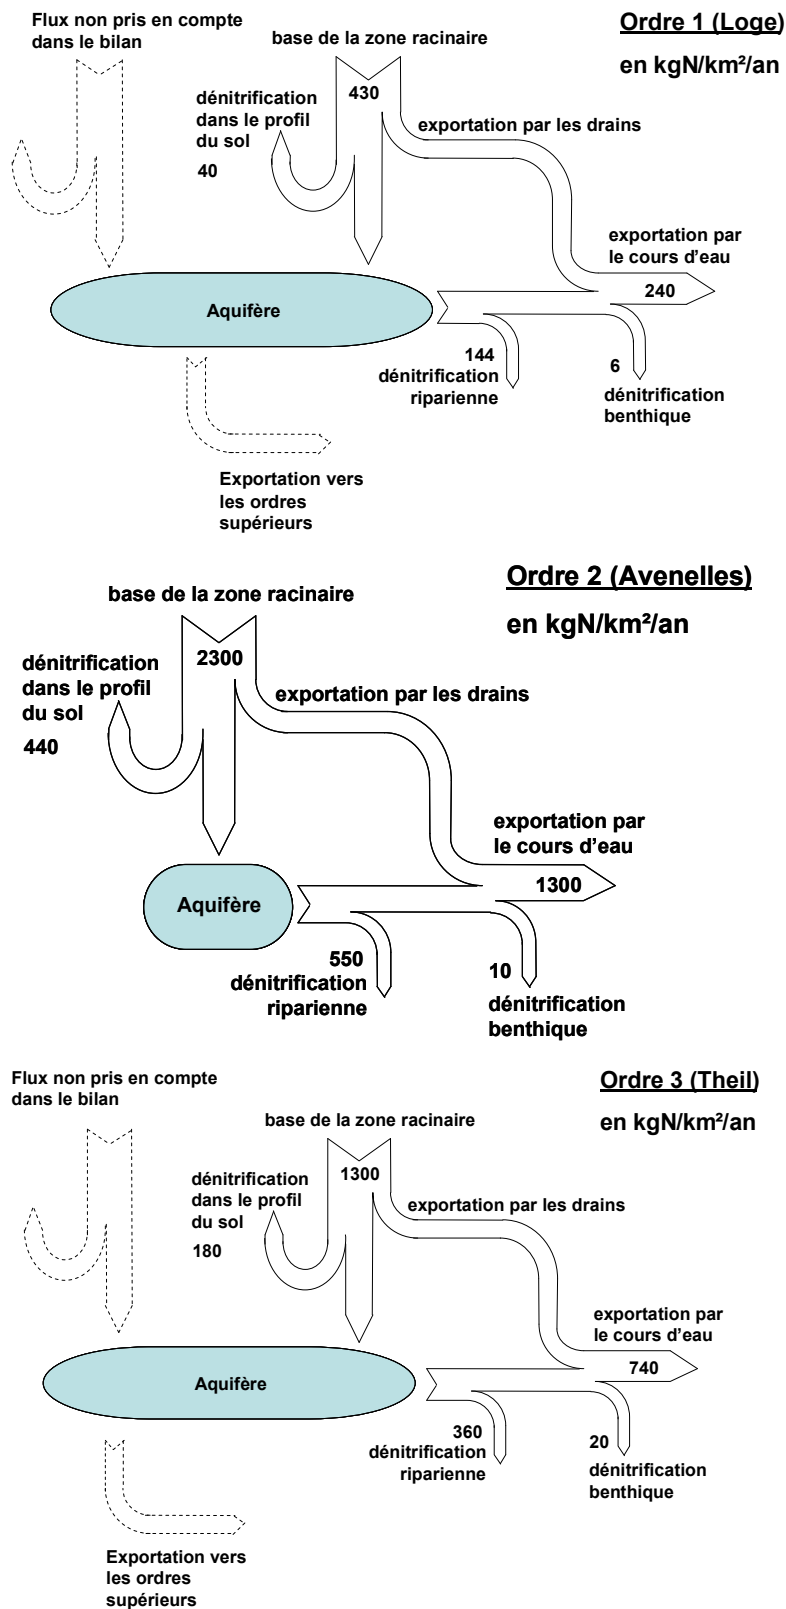 Flux non pris en compte
dans le bilan
base de la zone racinaire
Ordre 1 (Loge)
en kgN/km²/an
430
dénitrification
dans le profil
du sol
40
exportation par les drains
exportation par
le cours d'eau
240
Aquifère
144
dénitrification
riparienne
6
dénitrification
benthique
Exportation vers
les ordres
supérieurs
Ordre 2 (Avenelles)
en kgN/km²/an
base de la zone racinaire
2300
dénitrification
dans le profil
du sol
440
exportation par les drains
exportation par
le cours d'eau
1300
Aquifère
550
dénitrification
riparienne
10
dénitrification
benthique
Flux non pris en compte
dans le bilan
Ordre 3 (Theil)
en kgN/km²/an
base de la zone racinaire
1300
dénitrification
dans le profil
du sol
180
exportation par les drains
exportation par
le cours d'eau
740
Aquifère
360
dénitrification
riparienne
20
dénitrification
benthique
Exportation vers
les ordres
supérieurs